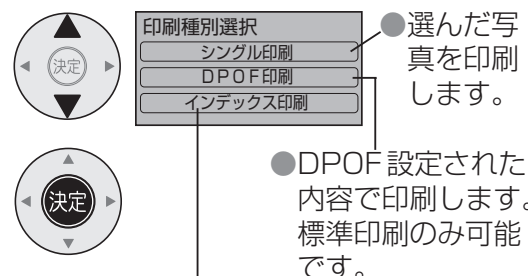 決定
印刷種別選択
シングル印刷
DPOF印刷
インデックス印刷
●選んだ写
真を印刷
します。
決定
●DPOF設定された
内容で印刷します。
標準印刷のみ可能
です。